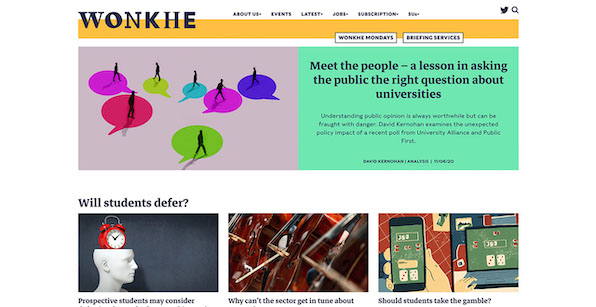 WONKHE
ABOUT US
EVENTS
LATEST
JOBS
SUBSCRIPTION
SUs
WONKHE MONDAYS
BRIEFING SERVICES
Meet the people – a lesson in asking
the public the right question about
universities
Understanding public opinion is always worthwhile but can be
fraught with danger. David Kernohan examines the unexpected
policy impact of a recent poll from University Alliance and Public
First.
DAVID KERNOHAN | ANALYSIS | 11/06/20
Will students defer?
Prospective students may consider
Why can't the sector get in tune about
Should students take the gamble?